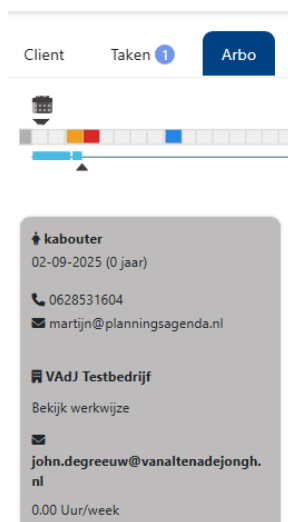 Client Taken 1 Arbo
kabouter
02-09-2025 (0 jaar)
0628531604
martijn@planningsagenda.nl
VAdJ Testbedrijf
Bekijk werkwijze
john.degreeuw@vanaltenadejongh.
nl
0.00 Uur/week